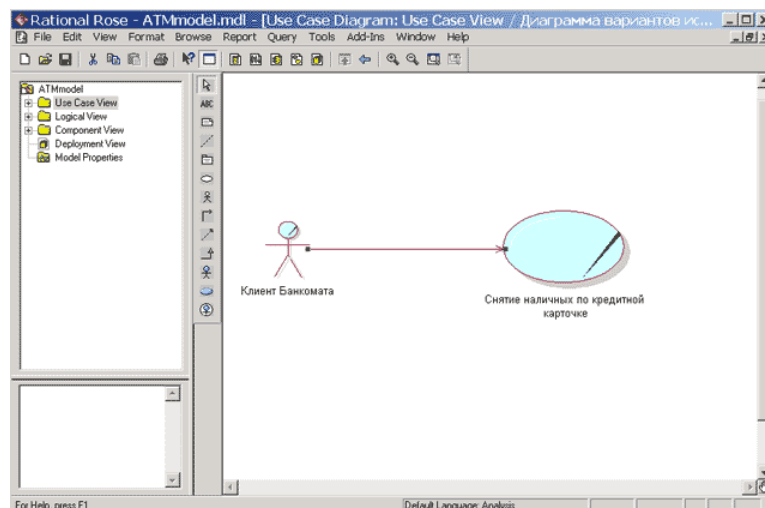 Rational Rose - ATMmodel.mdl - [Use Case Diagram: Use Case View / Диаграмма вариантов ис...
File Edit View Format Browse Report Query Tools Add-Ins Window Help
ATMmodel
Use Case View
Logical View
Component View
Deployment View
Model Properties
ABC
Клиент Банкомата
Снятие наличных по кредитной
карточке
For Help, press F1
Default Language: Analysis